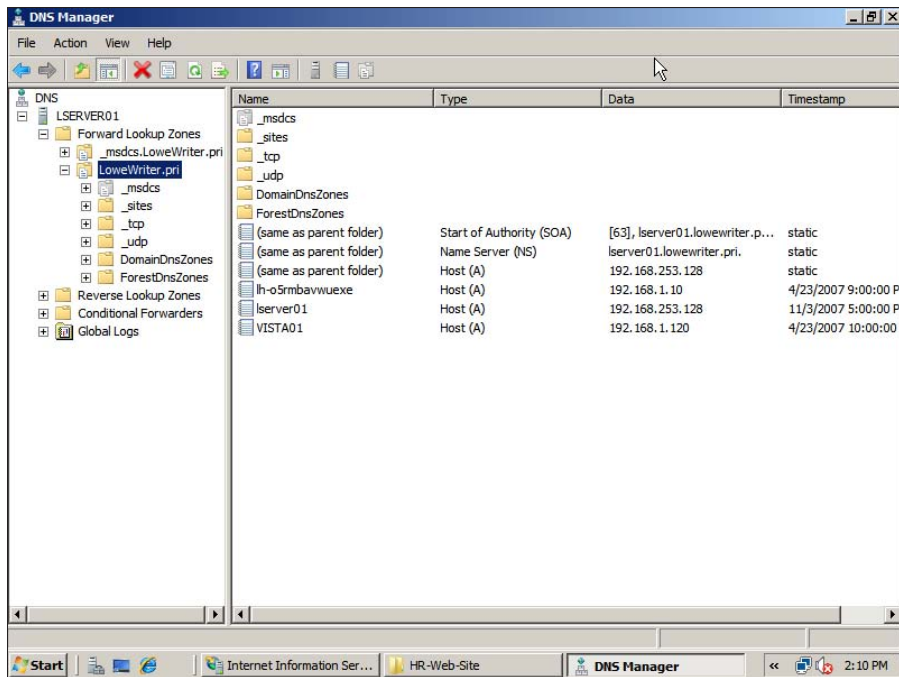 DNS Manager
File Action View Help
DNS
LSERVER01
Forward Lookup Zones
_msdcs.LoweWriter.pri
LoweWriter.pri
_msdcs
_sites
_tcp
_udp
DomainDnsZones
ForestDnsZones
Reverse Lookup Zones
Conditional Forwarders
Global Logs
Name Type Data Timestamp
_msdcs
_sites
_tcp
_udp
DomainDnsZones
ForestDnsZones
(same as parent folder) Start of Authority (SOA) [63], lserver01.lowewriter.p... static
(same as parent folder) Name Server (NS) lserver01.lowewriter.pri. static
(same as parent folder) Host (A) 192.168.253.128 static
lh-o5rmbavwuexe Host (A) 192.168.1.10 4/23/2007 9:00:00 P
lserver01 Host (A) 192.168.253.128 11/3/2007 5:00:00 P
VISTA01 Host (A) 192.168.1.120 4/23/2007 10:00:00
Start Internet Information Ser... HR-Web-Site DNS Manager « 2:10 PM